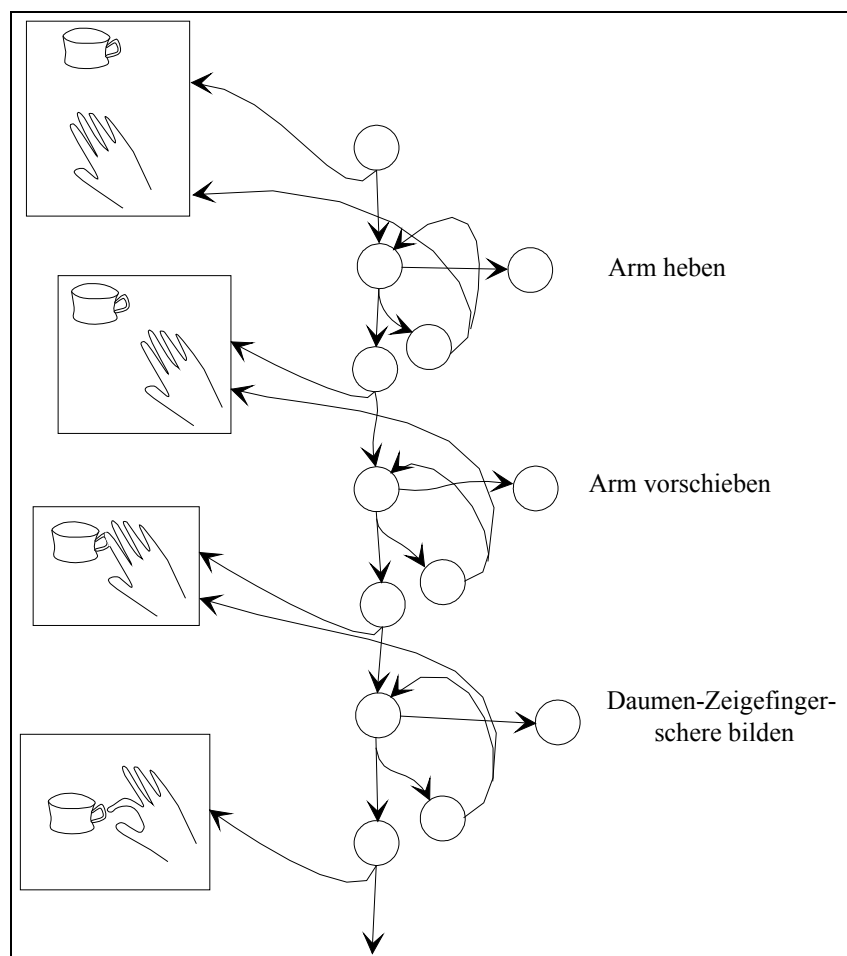 Arm heben
Arm vorschieben
Daumen-Zeigefinger-
schere bilden